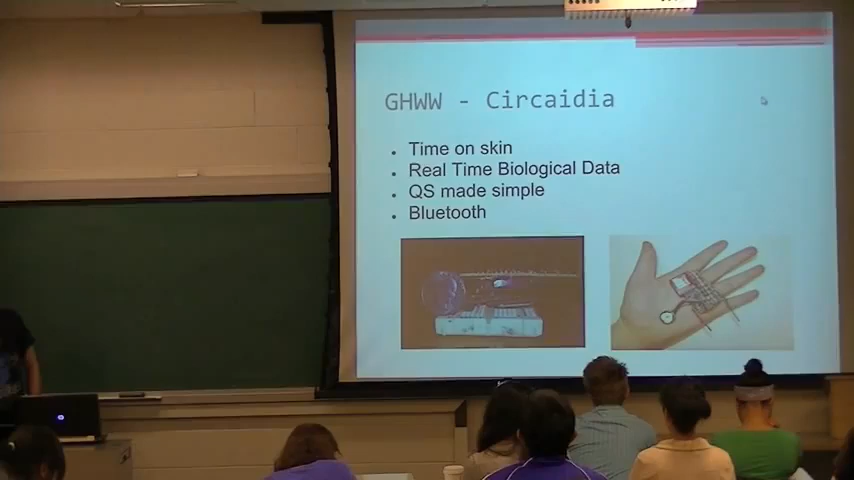 GHWW - Circaidia
• Time on skin
• Real Time Biological Data
• QS made simple
• Bluetooth